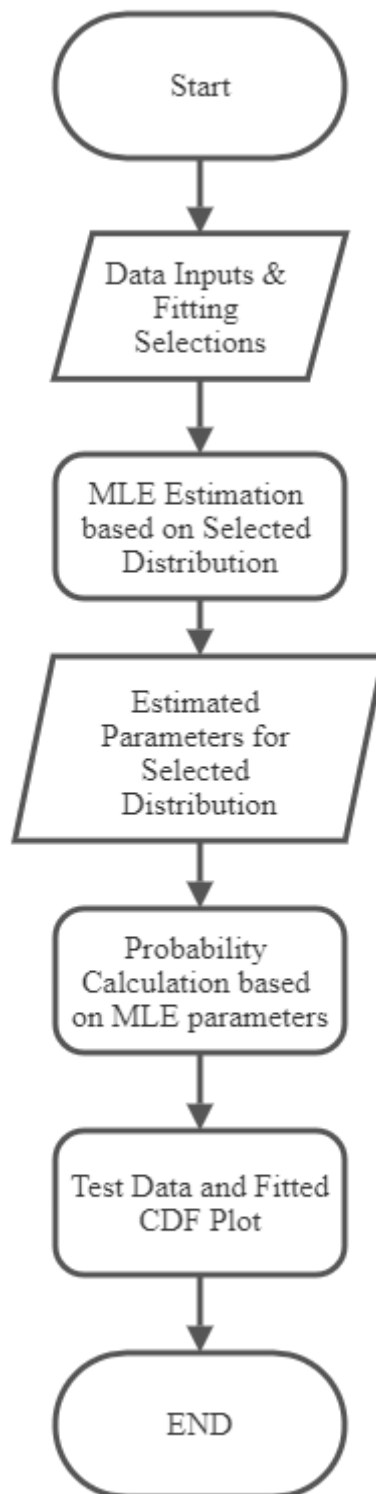 Start
Data Inputs &
Fitting
Selections
MLE Estimation
based on Selected
Distribution
Estimated
Parameters for
Selected
Distribution
Probability
Calculation based
on MLE parameters
Test Data and Fitted
CDF Plot
END